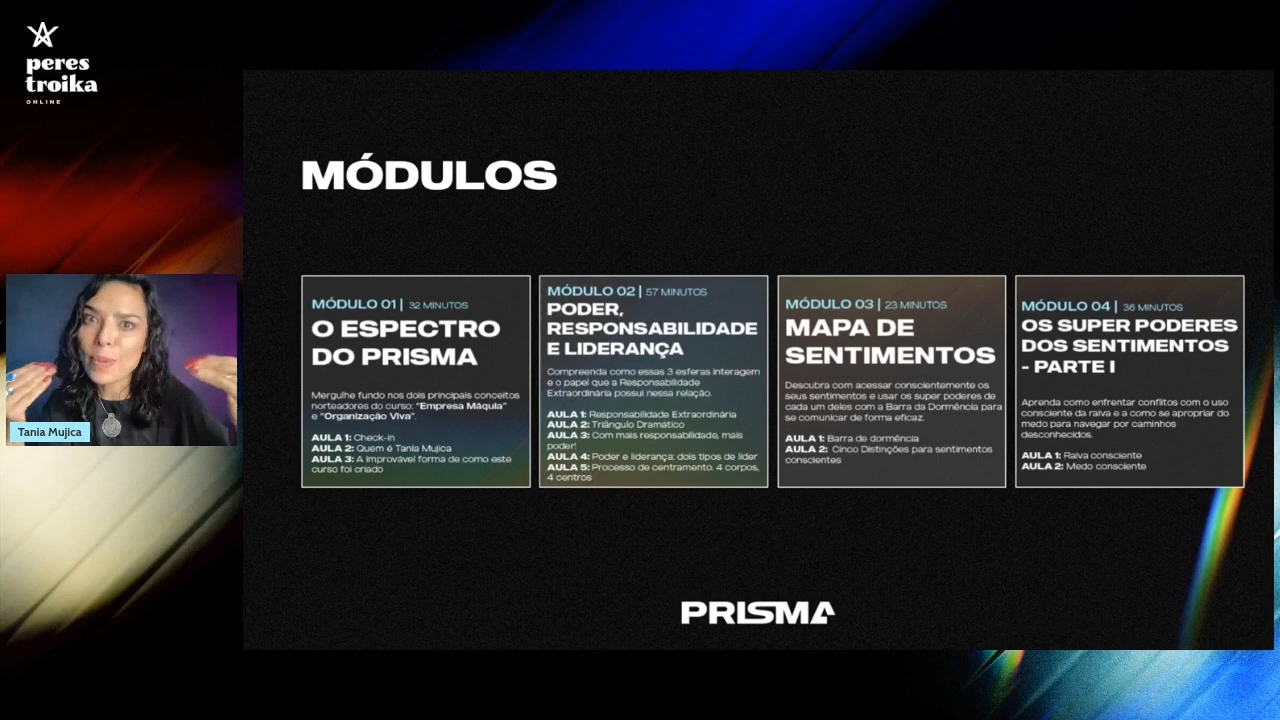 peres
troika
ONLINE
MÓDULOS
MÓDULO 01 | 32 MINUTOS
O ESPECTRO
DO PRISMA
Mergulhe fundo nos dois principais conceitos
norteadores do curso: “Empresa Máquia”
e “Organização Viva”.
AULA 1: Check-in
AULA 2: Quem é Tania Mujica
AULA 3: A improvável forma de como este
curso foi criado
MÓDULO 02 | 57 MINUTOS
PODER,
RESPONSABILIDADE
E LIDERANÇA
Compreenda como essas 3 esferas interagem
e o papel que a Responsabilidade
Extraordinária possui nessa relação.
AULA 1: Responsabilidade Extraordinária
AULA 2: Triângulo Dramático
AULA 3: Com mais responsabilidade, mais
poder!
AULA 4: Poder e liderança: dois tipos de líder
AULA 5: Processo de centramento. 4 corpos,
4 centros
MÓDULO 03 | 23 MINUTOS
MAPA DE
SENTIMENTOS
Descubra com acessar conscientemente os
seus sentimentos e usar os super poderes de
cada um deles com a Barra da Dormência para
se comunicar de forma eficaz.
AULA 1: Barra de dormência
AULA 2: Cinco Distinções para sentimentos
conscientes
MÓDULO 04 | 36 MINUTOS
OS SUPER PODERES
DOS SENTIMENTOS
- PARTE I
Aprenda como enfrentar conflitos com o uso
consciente da raiva e a como se apropriar do
medo para navegar por caminhos
desconhecidos.
AULA 1: Raiva consciente
AULA 2: Medo consciente
Tania Mujica
PRISMA